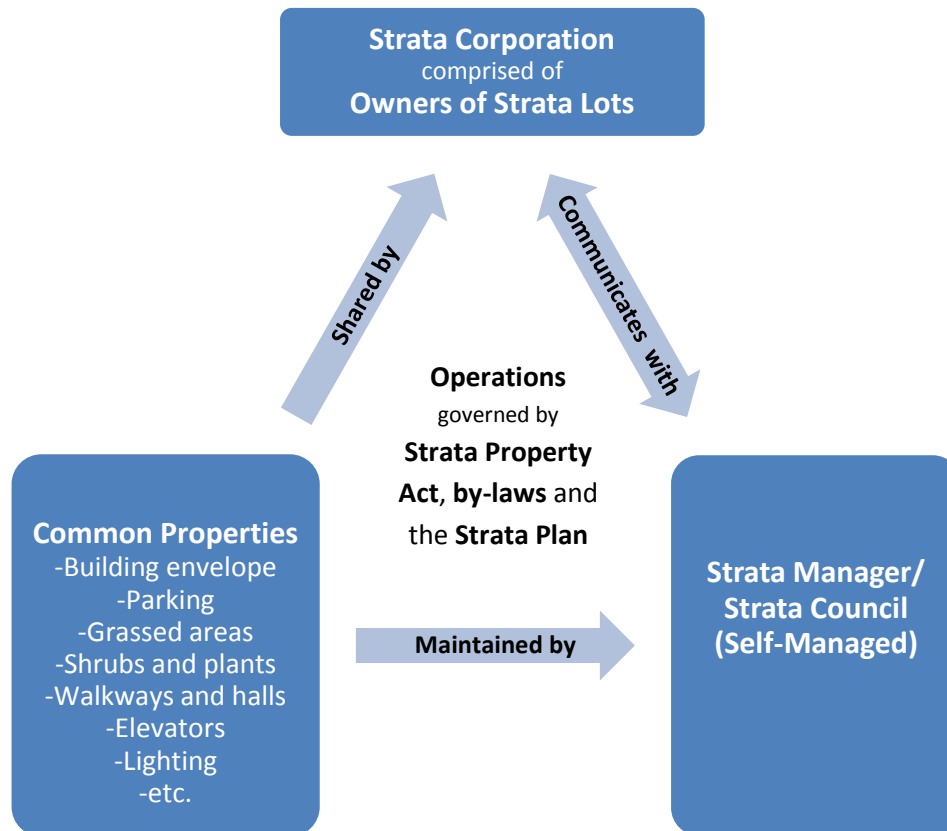 Strata Corporation
comprised of
Owners of Strata Lots
Shared by
Communicates with
Operations
governed by
Strata Property
Act, by-laws and
the Strata Plan
Common Properties
-Building envelope
-Parking
-Grassed areas
-Shrubs and plants
-Walkways and halls
-Elevators
-Lighting
-etc.
Maintained by
Strata Manager/
Strata Council
(Self-Managed)